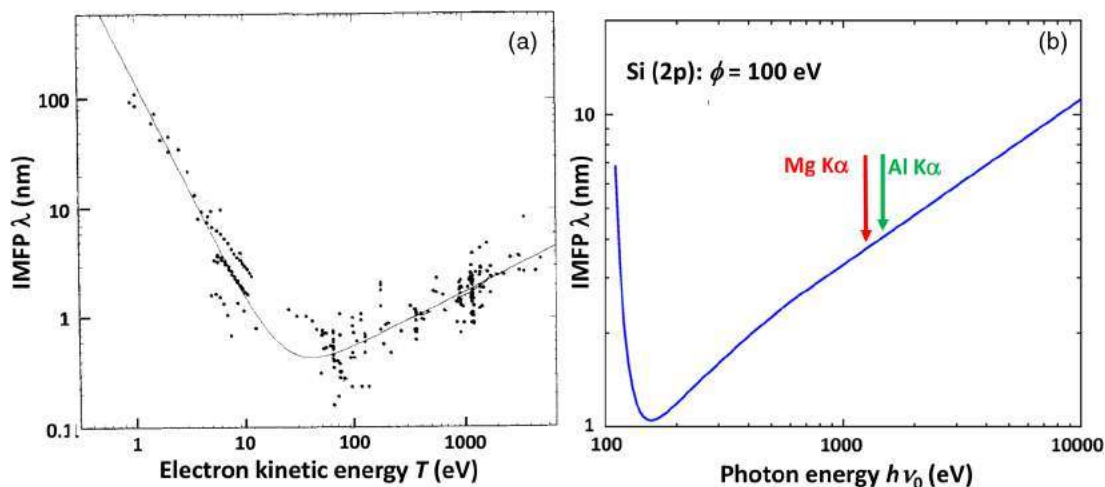 (a)
IMFP λ (nm)
100
10
1
0.1
1
10
100
1000
Electron kinetic energy T (eV)
(b)
Si (2p): ϕ = 100 eV
Mg Kα
Al Kα
IMFP λ (nm)
10
1
100
1000
10000
Photon energy hν₀ (eV)